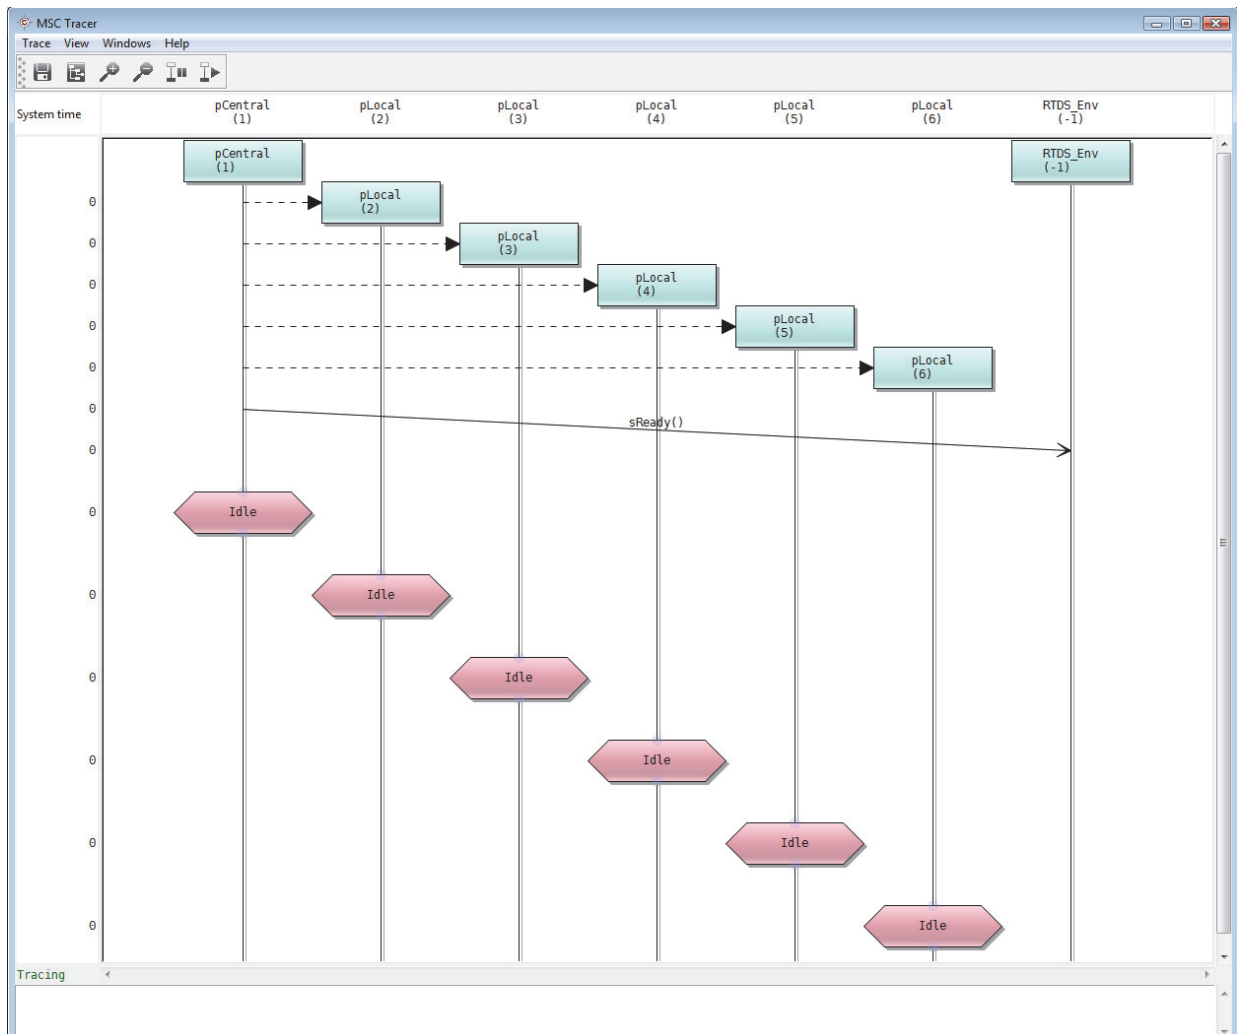 MSC Tracer
Trace View Windows Help
System time
pCentral
(1)
pLocal
(2)
pLocal
(3)
pLocal
(4)
pLocal
(5)
pLocal
(6)
RTDS_Env
(-1)
pCentral
(1)
RTDS_Env
(-1)
0
pLocal
(2)
0
pLocal
(3)
0
pLocal
(4)
0
pLocal
(5)
0
pLocal
(6)
0
sReady()
0
0 Idle
0 Idle
0 Idle
0 Idle
0 Idle
0 Idle
Tracing